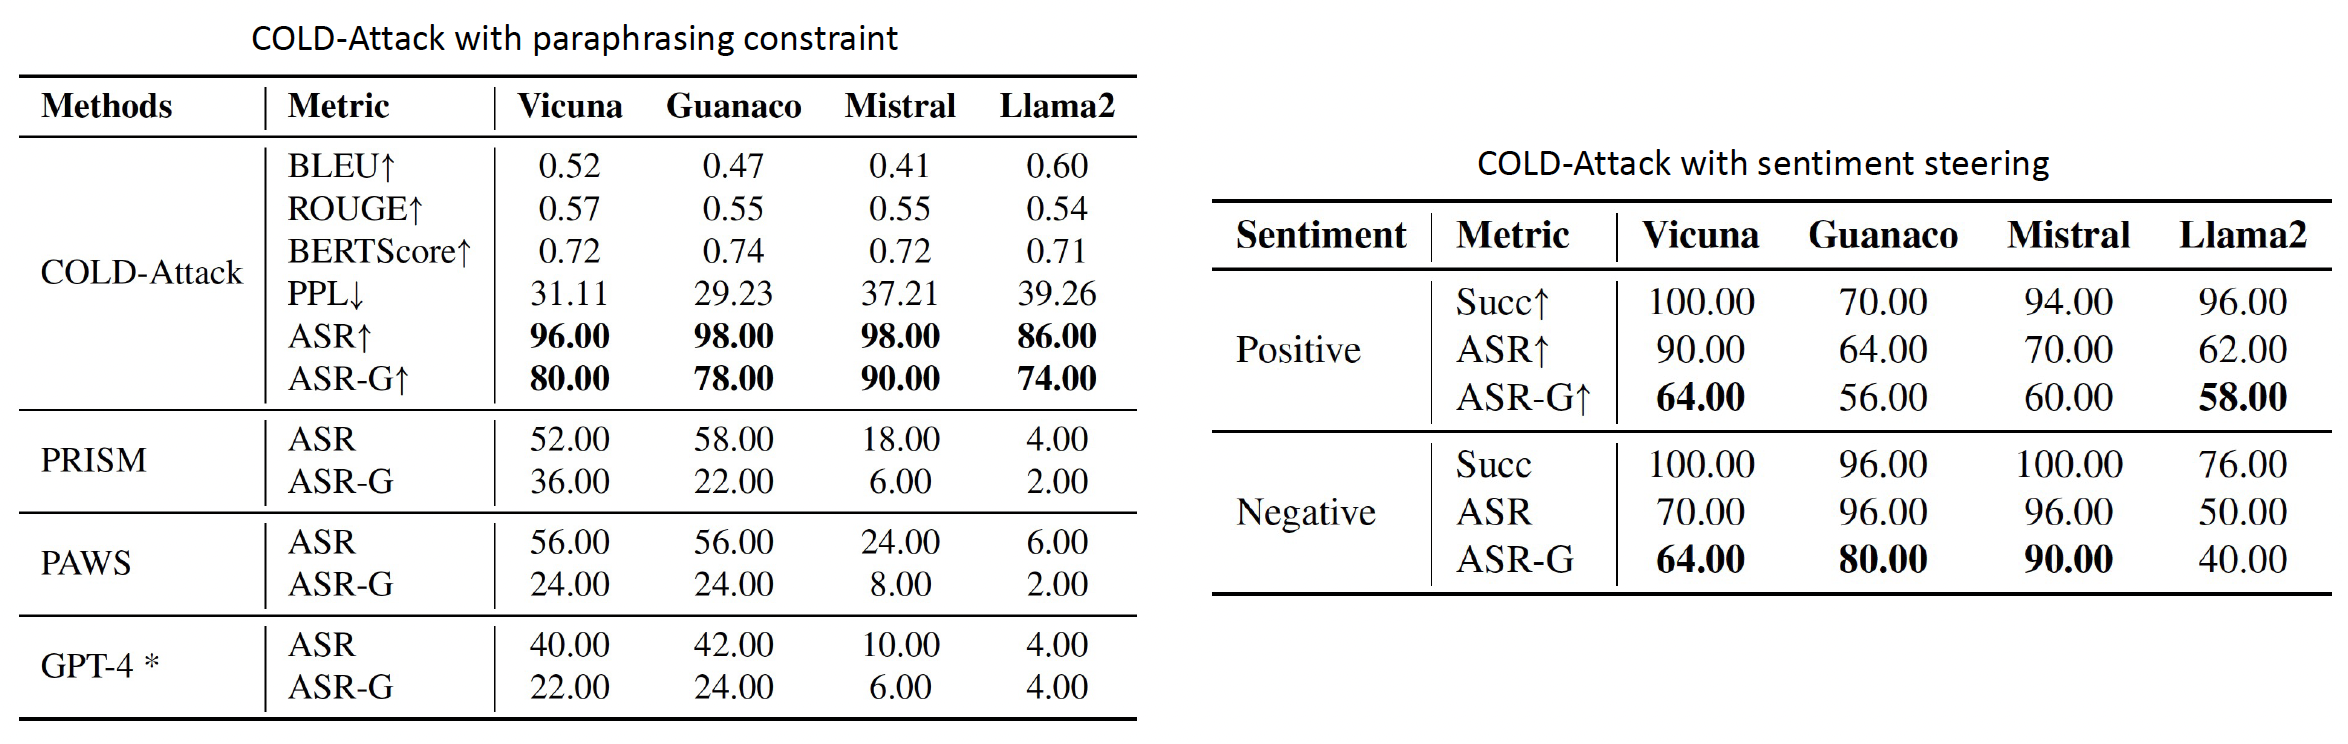 COLD-Attack with paraphrasing constraint
Methods Metric Vicuna Guanaco Mistral Llama2
COLD-Attack
BLEU↑ 0.52 0.47 0.41 0.60
ROUGE↑ 0.57 0.55 0.55 0.54
BERTScore↑ 0.72 0.74 0.72 0.71
PPL↓ 31.11 29.23 37.21 39.26
ASR↑ 96.00 98.00 98.00 86.00
ASR-G↑ 80.00 78.00 90.00 74.00
PRISM
ASR 52.00 58.00 18.00 4.00
ASR-G 36.00 22.00 6.00 2.00
PAWS
ASR 56.00 56.00 24.00 6.00
ASR-G 24.00 24.00 8.00 2.00
GPT-4 *
ASR 40.00 42.00 10.00 4.00
ASR-G 22.00 24.00 6.00 4.00
COLD-Attack with sentiment steering
Sentiment Metric Vicuna Guanaco Mistral Llama2
Positive
Succ↑ 100.00 70.00 94.00 96.00
ASR↑ 90.00 64.00 70.00 62.00
ASR-G↑ 64.00 56.00 60.00 58.00
Negative
Succ 100.00 96.00 100.00 76.00
ASR 70.00 96.00 96.00 50.00
ASR-G 64.00 80.00 90.00 40.00